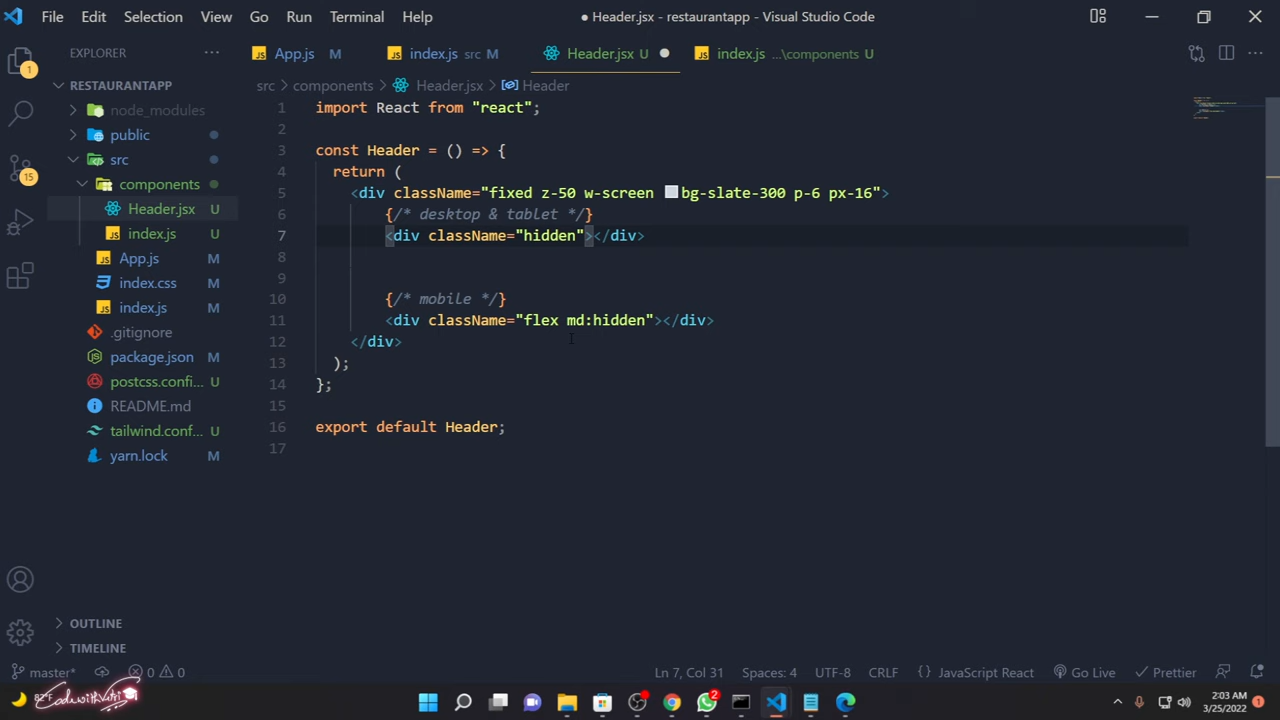 File Edit Selection View Go Run Terminal Help ● Header.jsx - restaurantapp - Visual Studio Code
EXPLORER ···
App.js M index.js src M Header.jsx U index.js ...\components U
RESTAURANTAPP
node_modules
public
src
components
Header.jsx U
index.js U
App.js M
index.css M
index.js M
.gitignore
package.json M
postcss.confi... U
README.md
tailwind.conf... U
yarn.lock M
OUTLINE
TIMELINE
1
15
src > components > Header.jsx > Header
1 import React from "react";
2
3 const Header = () => {
4 return (
5 <div className="fixed z-50 w-screen bg-slate-300 p-6 px-16">
6 {/* desktop & tablet */}
7 <div className="hidden"></div>
8
9
10 {/* mobile */}
11 <div className="flex md:hidden"></div>
12 </div>
13 );
14 };
15
16 export default Header;
17
master* 0 0 Ln 7, Col 31 Spaces: 4 UTF-8 CRLF {} JavaScript React Go Live Prettier
82°F
2
2:03 AM
3/25/2022
1